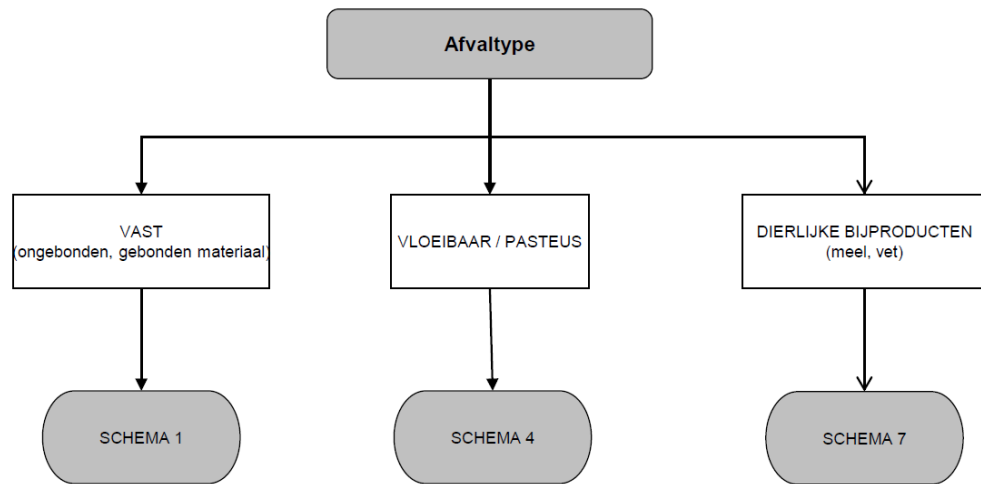 Afvaltype
VAST
(ongebonden, gebonden materiaal)
VLOEIBAAR / PASTEUS
DIERLIJKE BIJPRODUCTEN
(meel, vet)
SCHEMA 1
SCHEMA 4
SCHEMA 7